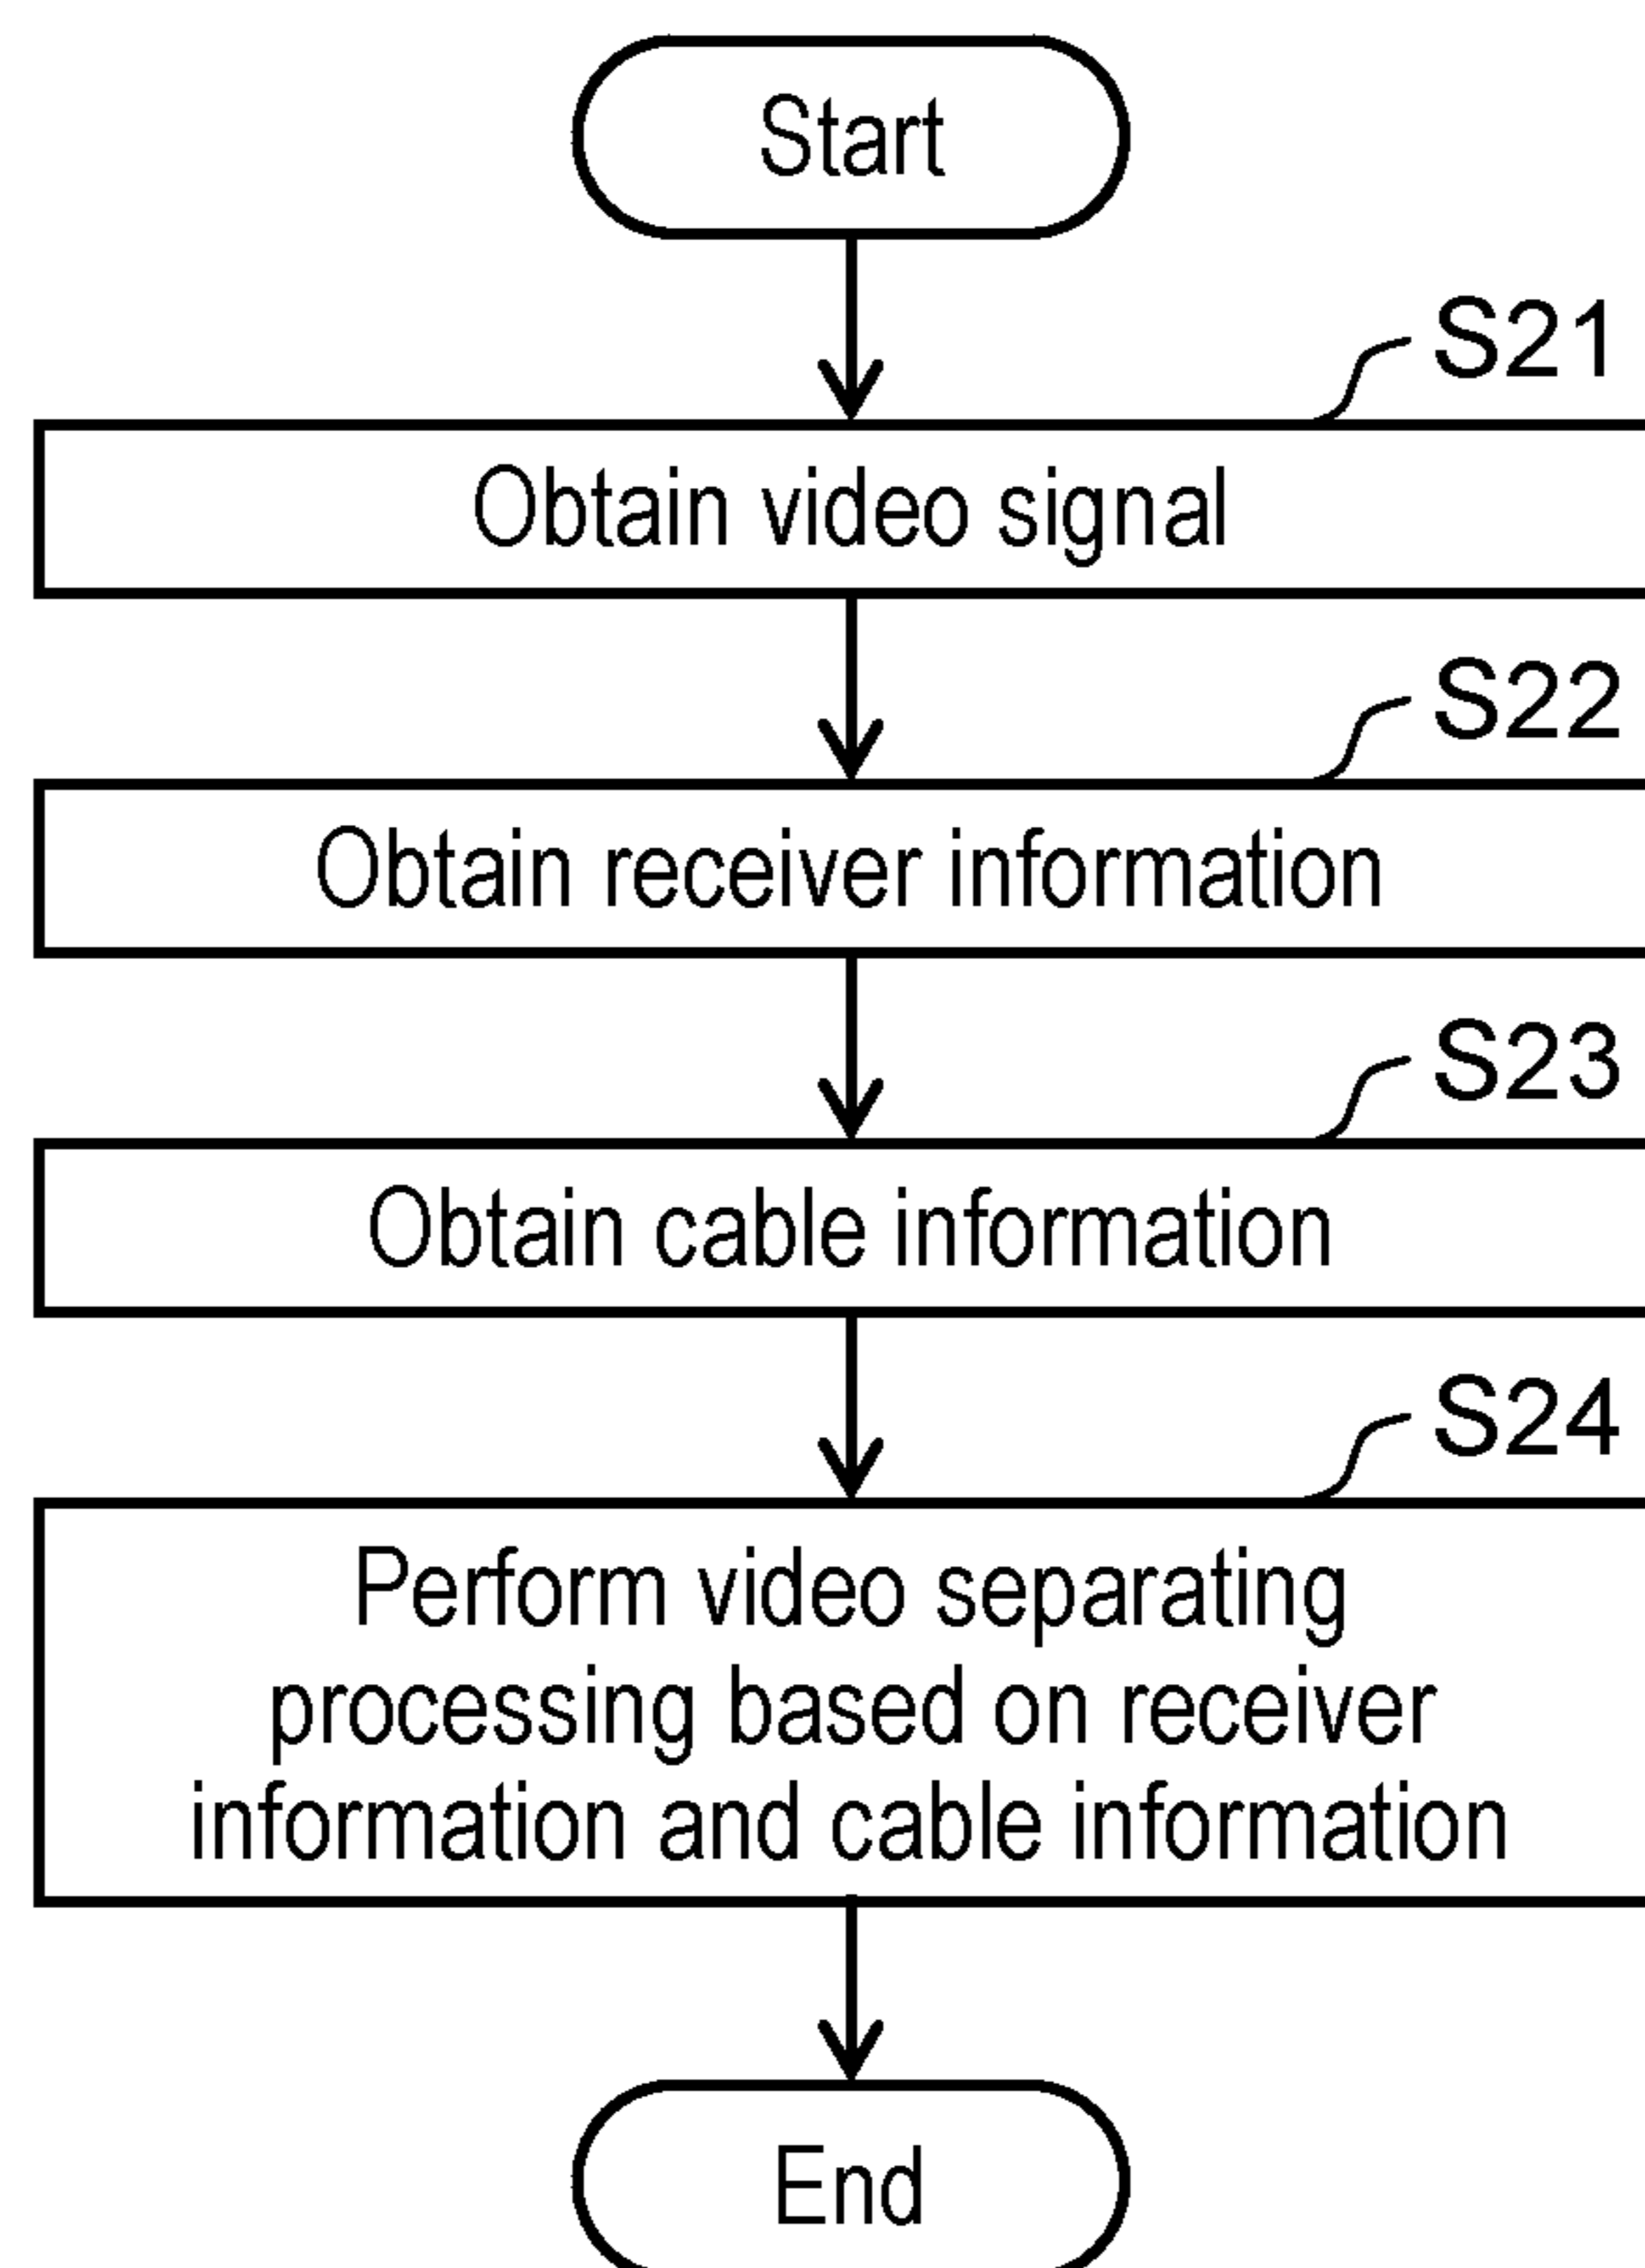 Start
S21
Obtain video signal
S22
Obtain receiver information
S23
Obtain cable information
S24
Perform video separating
processing based on receiver
information and cable information
End